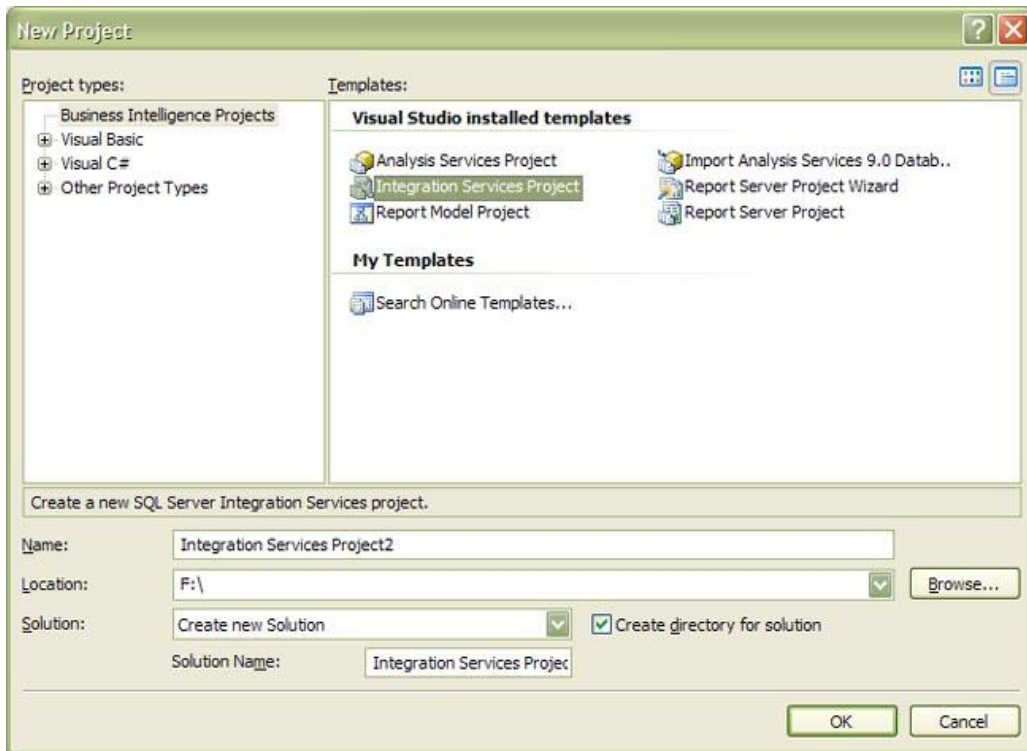 New Project
Project types:
Templates:
Business Intelligence Projects
Visual Basic
Visual C#
Other Project Types
Visual Studio installed templates
Analysis Services Project
Import Analysis Services 9.0 Datab..
Integration Services Project
Report Server Project Wizard
Report Model Project
Report Server Project
My Templates
Search Online Templates...
Create a new SQL Server Integration Services project.
Name:
Integration Services Project2
Location:
F:\
Browse...
Solution:
Create new Solution
Create directory for solution
Solution Name:
Integration Services Projec
OK
Cancel